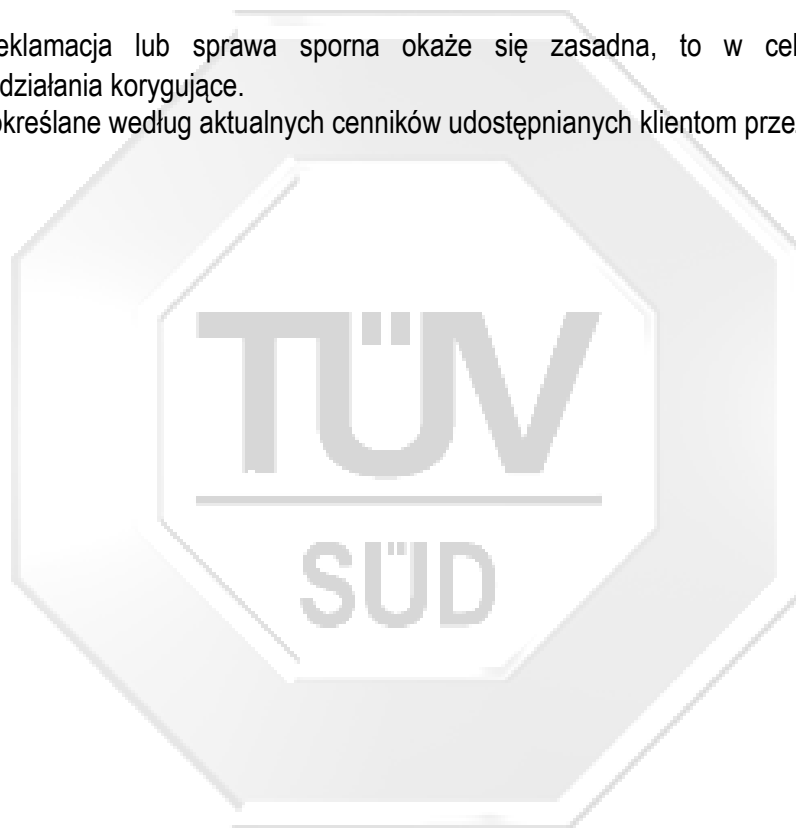 eklamacja lub sprawa sporna okaże się zasadna, to w cel
działania korygujące.
określane według aktualnych cenników udostępnianych klientom prze
TÜV
SÜD